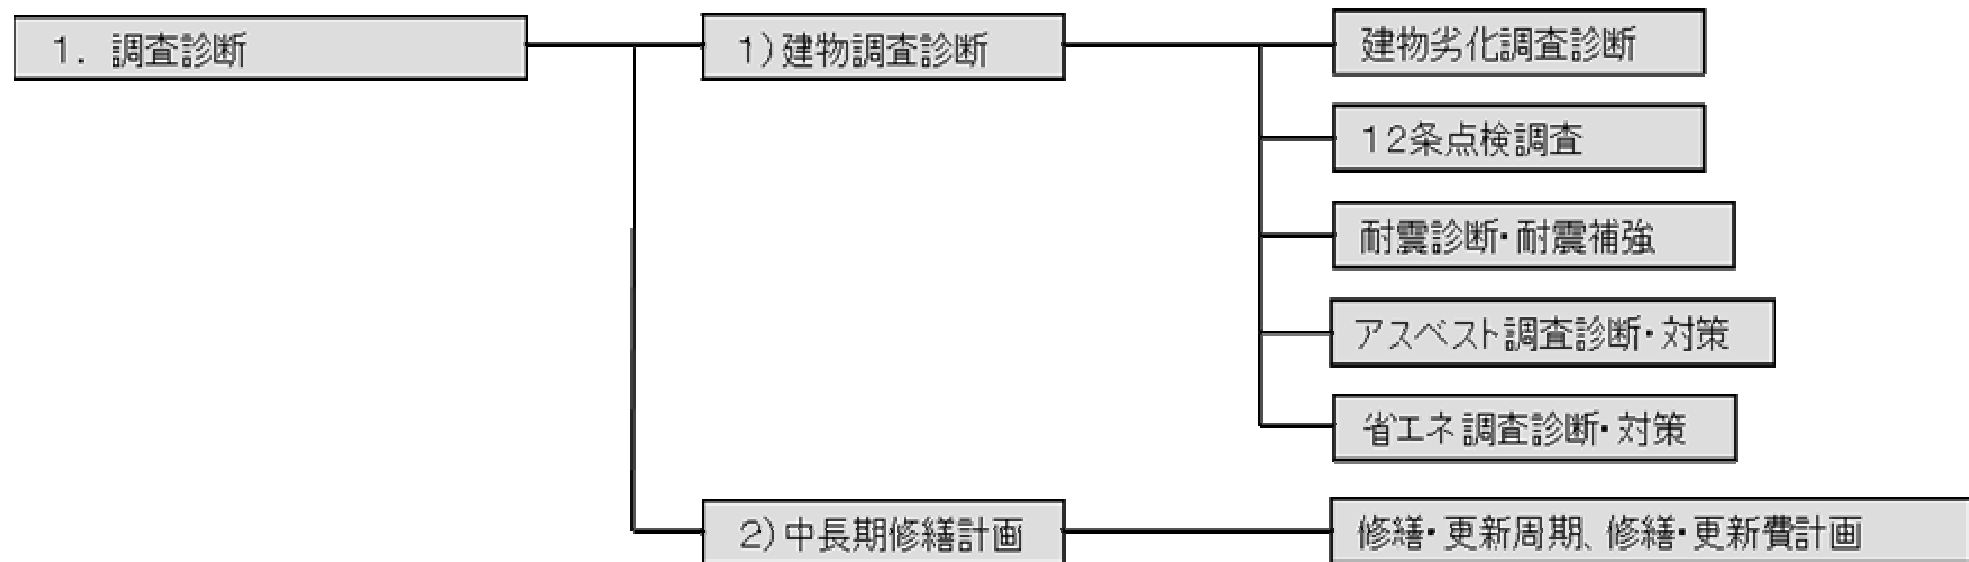 1. 調査診断
1)建物調査診断
建物劣化調査診断
12条点検調査
耐震診断・耐震補強
アスベスト調査診断・対策
省エネ調査診断・対策
2)中長期修繕計画
修繕・更新周期、修繕・更新費計画